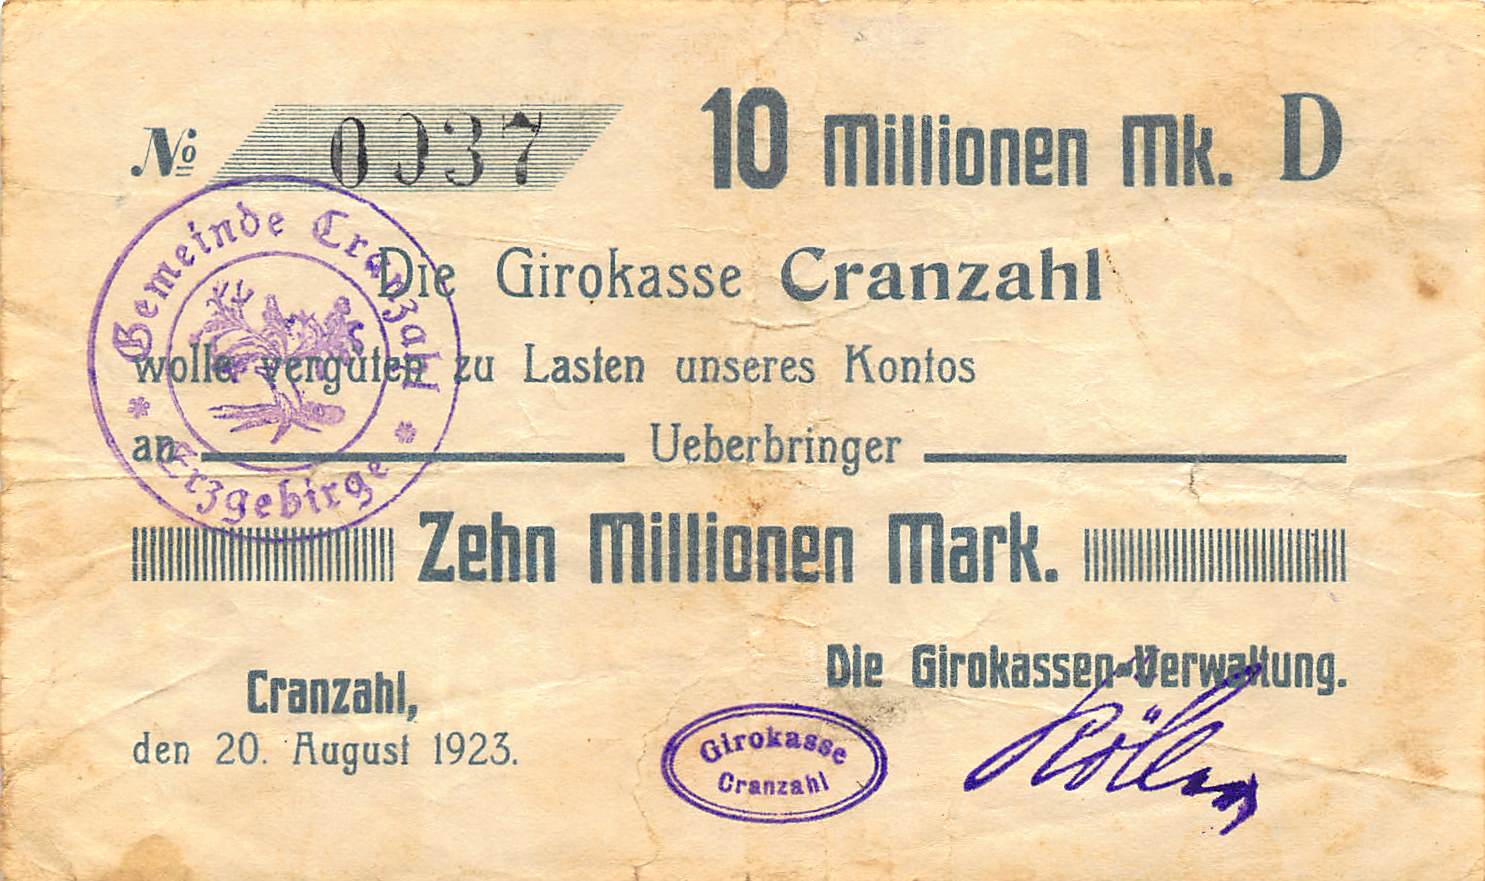 No 0037 10 Millionen Mk. D
Gemeinde Cranzahl
Erzgebirge
Die Girokasse Cranzahl
wolle vergüten zu Lasten unseres Kontos
an Ueberbringer
Zehn Millionen Mark.
Die Girokassen-Verwaltung.
Cranzahl,
den 20. August 1923.
Girokasse
Cranzahl